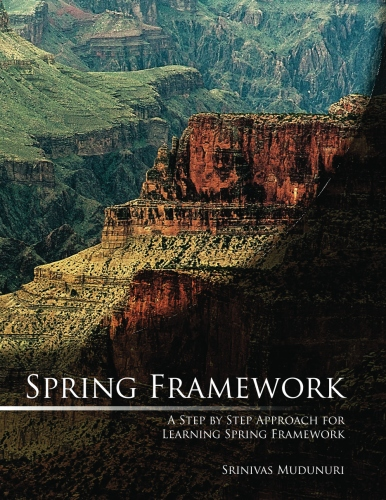 Spring Framework
A Step by Step Approach for
Learning Spring Framework
Srinivas Mudunuri